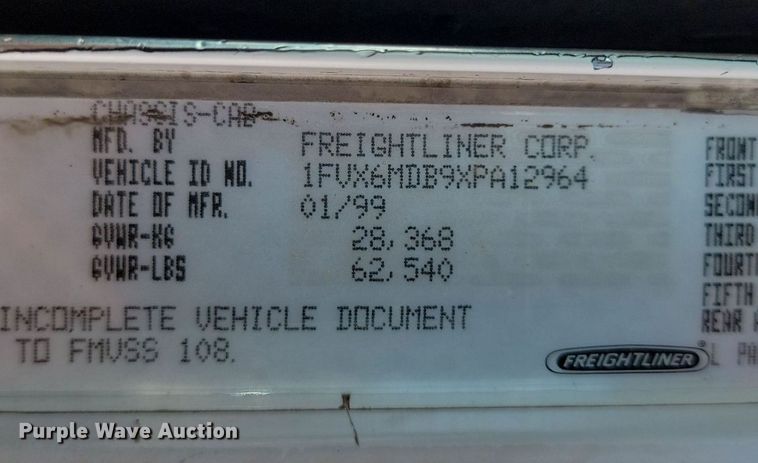 CHASSIS-CAB
MFD. BY FREIGHTLINER CORP. FRONT
VEHICLE ID NO. 1FVX6MDB9XPA12964 FIRST
DATE OF MFR. 01/99 SECOND
GVWR-KG 28,368 THIRD
GVWR-LBS 62,540 FOURTH
FIFTH
INCOMPLETE VEHICLE DOCUMENT REAR
TO FMVSS 108. FREIGHTLINER® L PA
Purple Wave Auction